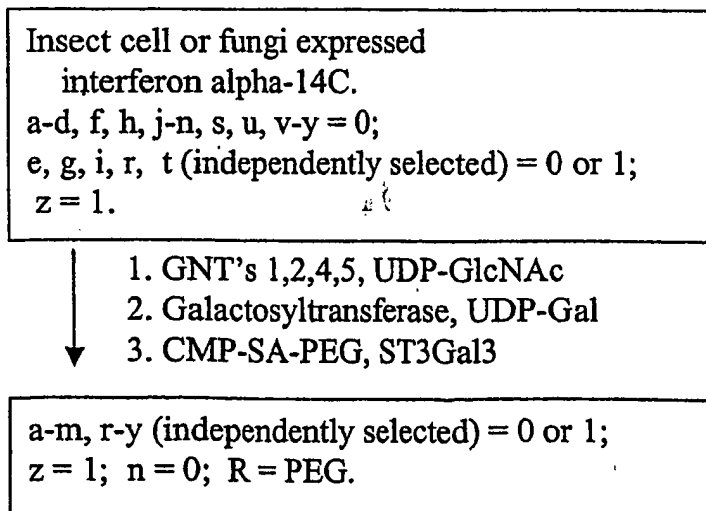 Insect cell or fungi expressed
interferon alpha-14C.
a-d, f, h, j-n, s, u, v-y = 0;
e, g, i, r, t (independently selected) = 0 or 1;
z = 1.
1. GNT's 1,2,4,5, UDP-GlcNAc
2. Galactosyltransferase, UDP-Gal
3. CMP-SA-PEG, ST3Gal3
a-m, r-y (independently selected) = 0 or 1;
z = 1; n = 0; R = PEG.